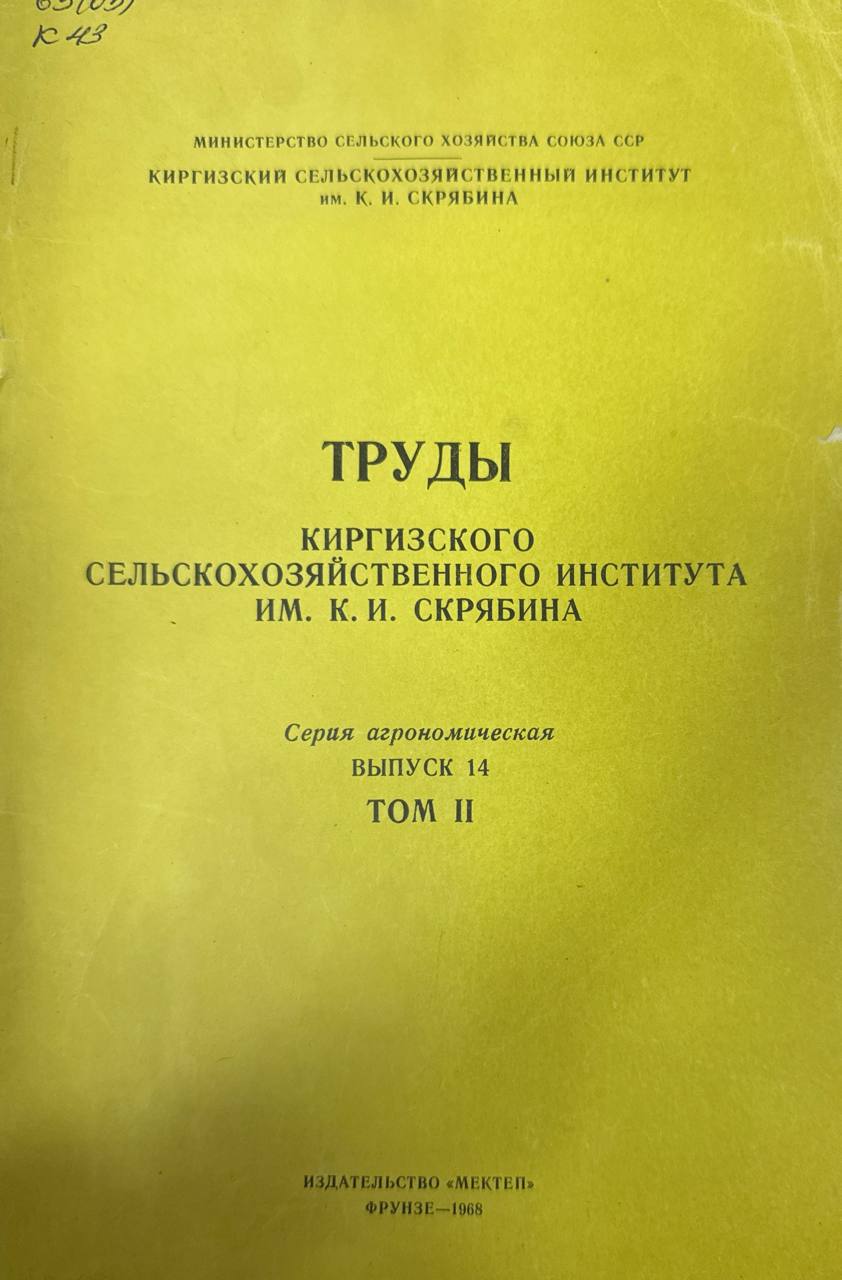 К 43
МИНИСТЕРСТВО СЕЛЬСКОГО ХОЗЯЙСТВА СОЮЗА ССР
КИРГИЗСКИЙ СЕЛЬСКОХОЗЯЙСТВЕННЫЙ ИНСТИТУТ
им. К. И. СКРЯБИНА
ТРУДЫ
КИРГИЗСКОГО
СЕЛЬСКОХОЗЯЙСТВЕННОГО ИНСТИТУТА
ИМ. К. И. СКРЯБИНА
Серия агрономическая
ВЫПУСК 14
ТОМ II
ИЗДАТЕЛЬСТВО «МЕКТЕП»
ФРУНЗЕ—1968